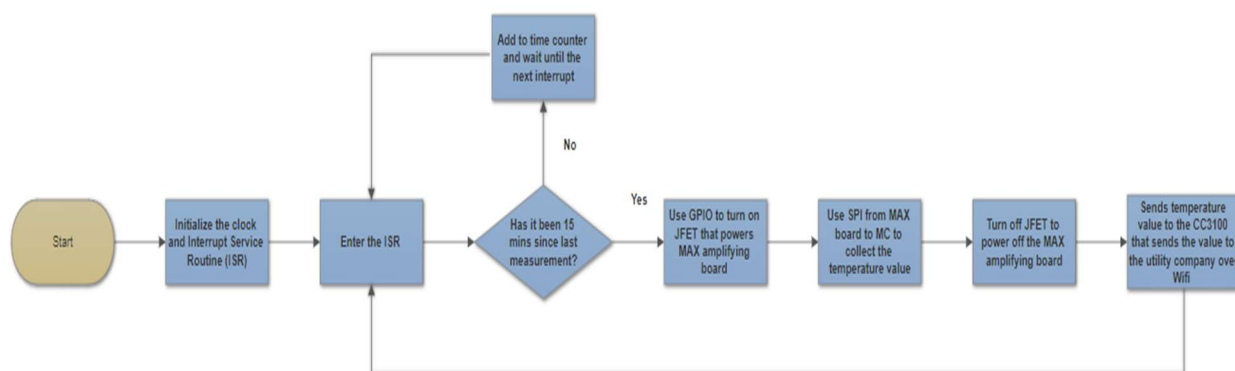 Add to time counter
and wait until the
next interrupt
No
Yes
Start
Initialize the clock
and Interrupt Service
Routine (ISR)
Enter the ISR
Has it been 15
mins since last
measurement?
Use GPIO to turn on
JFET that powers
MAX amplifying
board
Use SPI from MAX
board to MC to
collect the
temperature value
Turn off JFET to
power off the MAX
amplifying board
Sends temperature
value to the CC3100
that sends the value to
the utility company over
Wifi